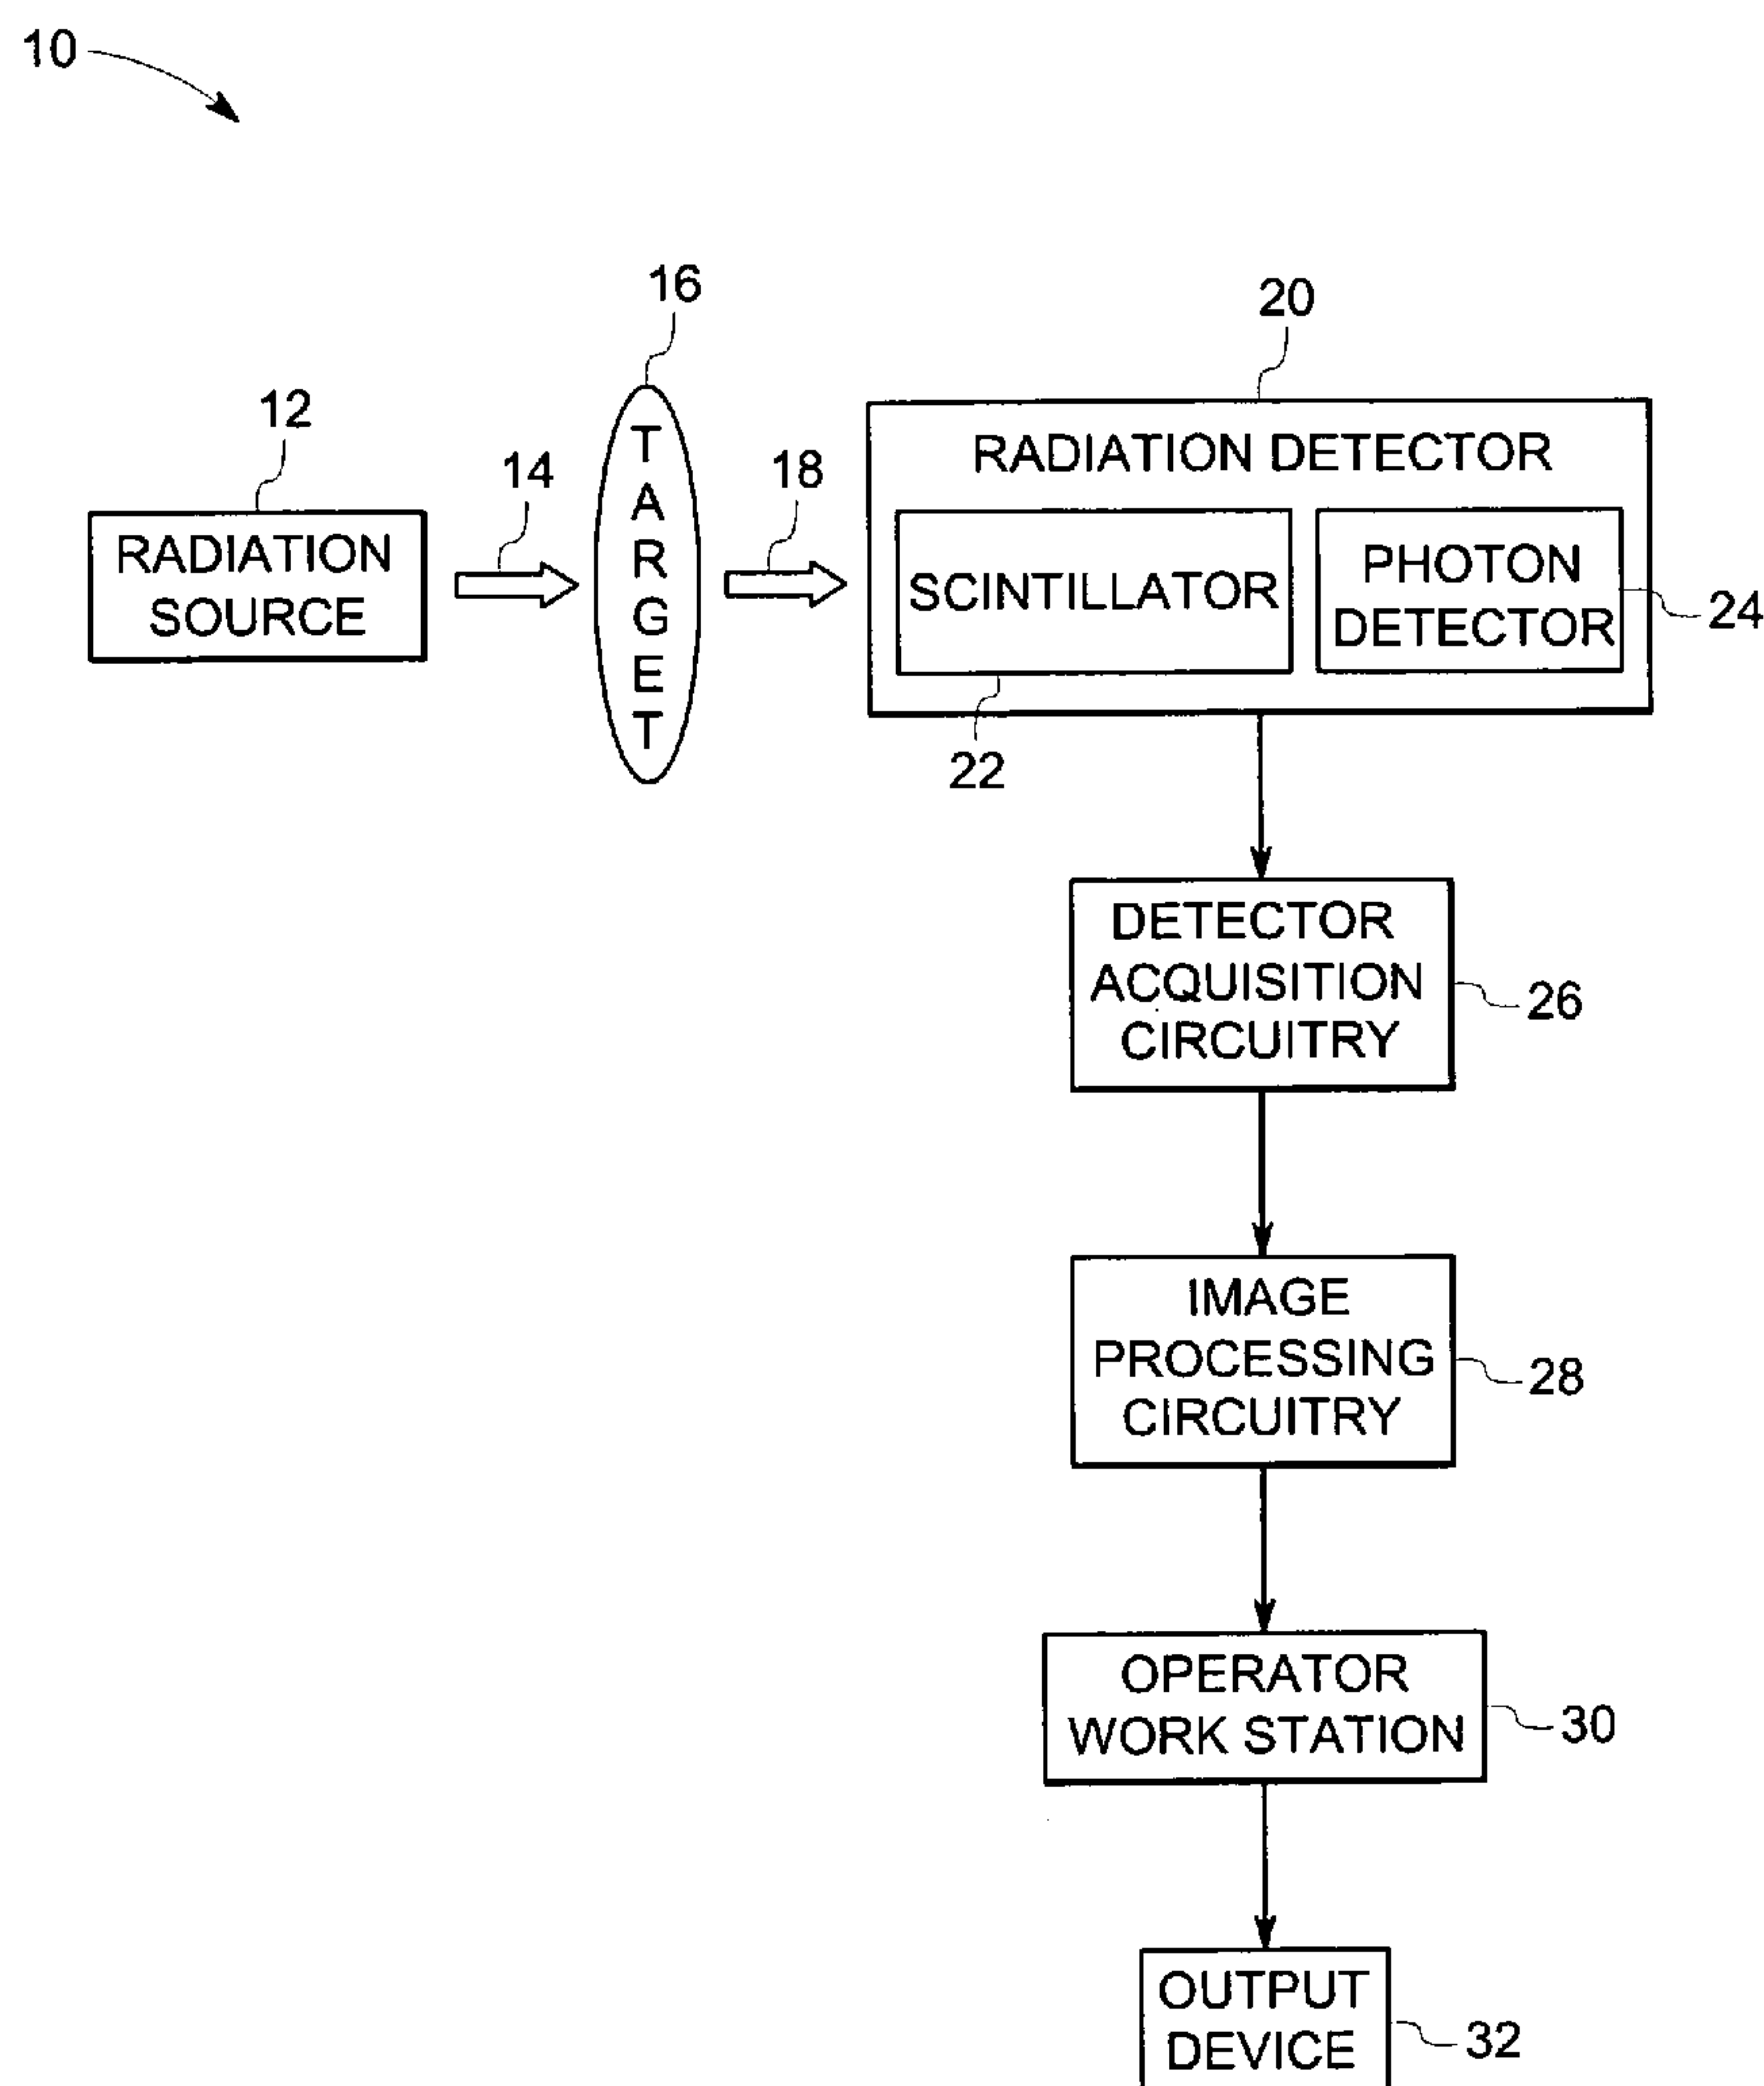 10
16
20
12
14
18
TARGET
RADIATION DETECTOR
RADIATION
SOURCE
SCINTILLATOR
PHOTON
DETECTOR
24
22
DETECTOR
ACQUISITION
CIRCUITRY
26
IMAGE
PROCESSING
CIRCUITRY
28
OPERATOR
WORK STATION
30
OUTPUT
DEVICE
32